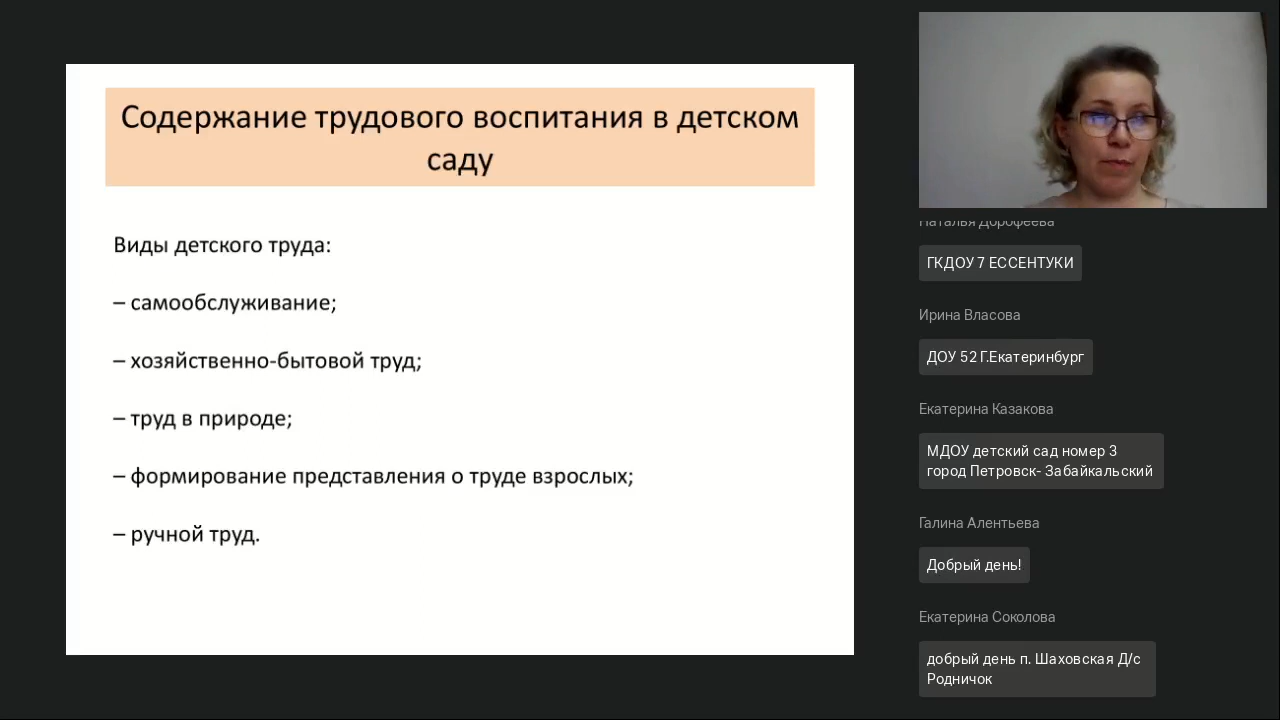 Содержание трудового воспитания в детском
саду
Виды детского труда:
– самообслуживание;
– хозяйственно-бытовой труд;
– труд в природе;
– формирование представления о труде взрослых;
– ручной труд.
Наталья Дорофеева
ГКДОУ 7 ЕССЕНТУКИ
Ирина Власова
ДОУ 52 Г.Екатеринбург
Екатерина Казакова
МДОУ детский сад номер 3
город Петровск- Забайкальский
Галина Алентьева
Добрый день!
Екатерина Соколова
добрый день п. Шаховская Д/с
Родничок